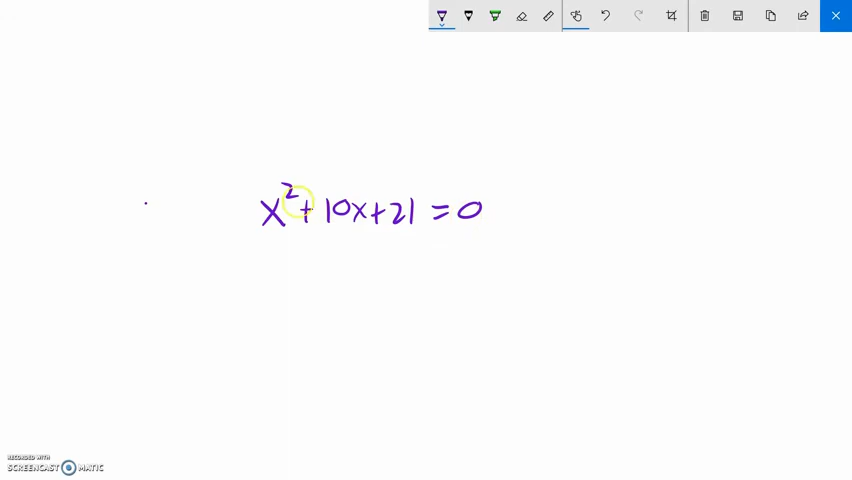 x² + 10x + 21 = 0
RECORDED WITH
SCREENCAST MATIC